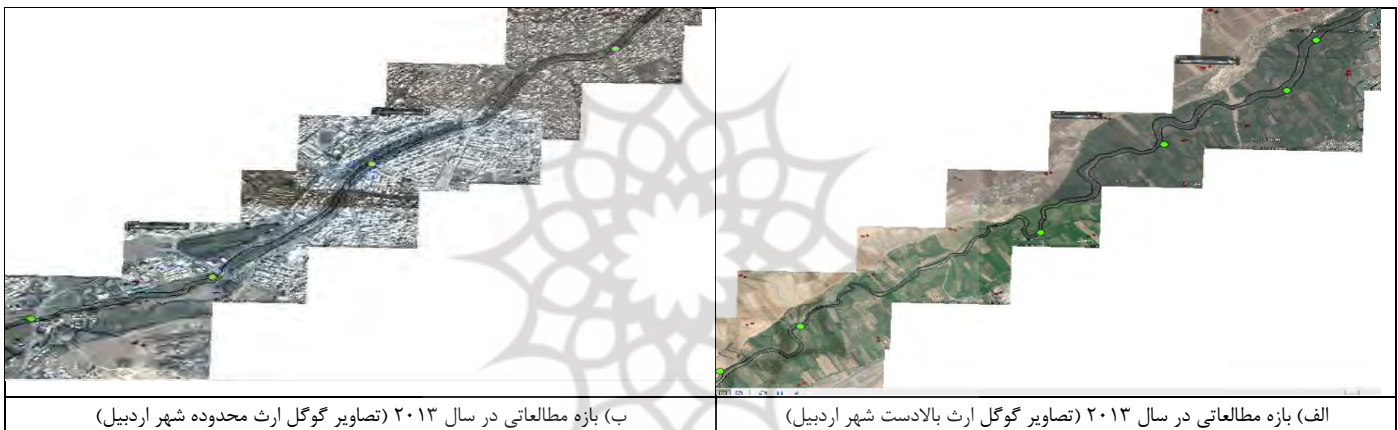 الف) بازه مطالعاتی در سال ۲۰۱۳ (تصاویر گوگل ارث بالادست شهر اردبیل)
ب) بازه مطالعاتی در سال ۲۰۱۳ (تصاویر گوگل ارث محدوده شهر اردبیل)